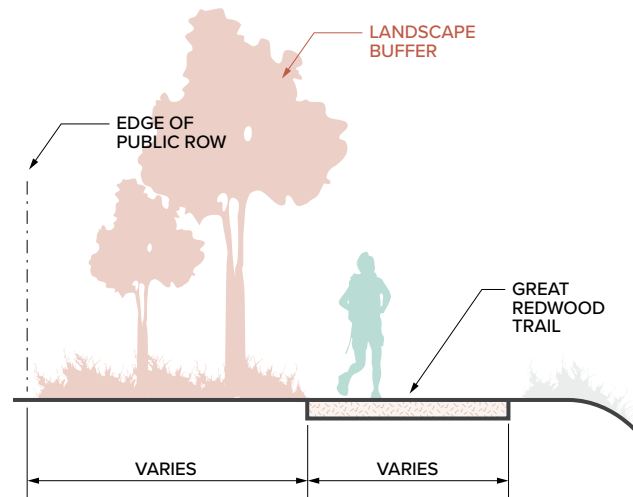 LANDSCAPE
BUFFER
EDGE OF
PUBLIC ROW
GREAT
REDWOOD
TRAIL
VARIES
VARIES